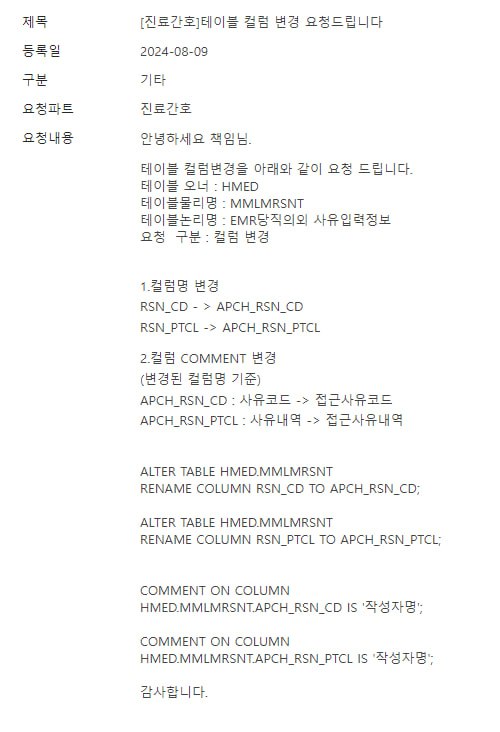 제목 [진료간호]테이블 컬럼 변경 요청드립니다
등록일 2024-08-09
구분 기타
요청파트 진료간호
요청내용 안녕하세요 책임님.
테이블 컬럼변경을 아래와 같이 요청 드립니다.
테이블 오너 : HMED
테이블물리명 : MMLMRSNT
테이블논리명 : EMR당직의외 사유입력정보
요청 구분 : 컬럼 변경
1.컬럼명 변경
RSN_CD - > APCH_RSN_CD
RSN_PTCL -> APCH_RSN_PTCL
2.컬럼 COMMENT 변경
(변경된 컬럼명 기준)
APCH_RSN_CD : 사유코드 -> 접근사유코드
APCH_RSN_PTCL : 사유내역 -> 접근사유내역
ALTER TABLE HMED.MMLMRSNT
RENAME COLUMN RSN_CD TO APCH_RSN_CD;
ALTER TABLE HMED.MMLMRSNT
RENAME COLUMN RSN_PTCL TO APCH_RSN_PTCL;
COMMENT ON COLUMN
HMED.MMLMRSNT.APCH_RSN_CD IS '작성자명';
COMMENT ON COLUMN
HMED.MMLMRSNT.APCH_RSN_PTCL IS '작성자명';
감사합니다.